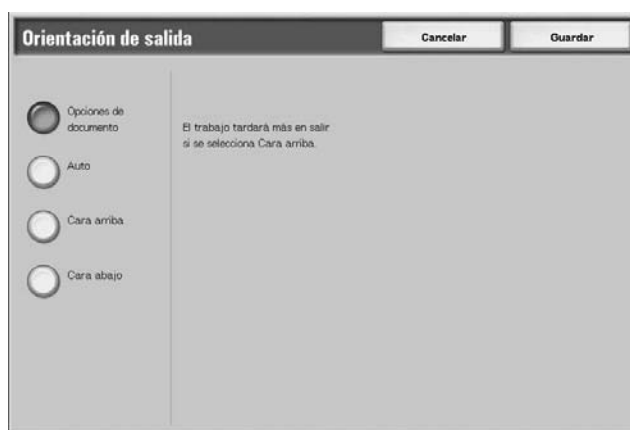 Orientación de salida
Cancelar
Guardar
Opciones de
documento
El trabajo tardará más en salir
si se selecciona Cara arriba.
Auto
Cara arriba
Cara abajo